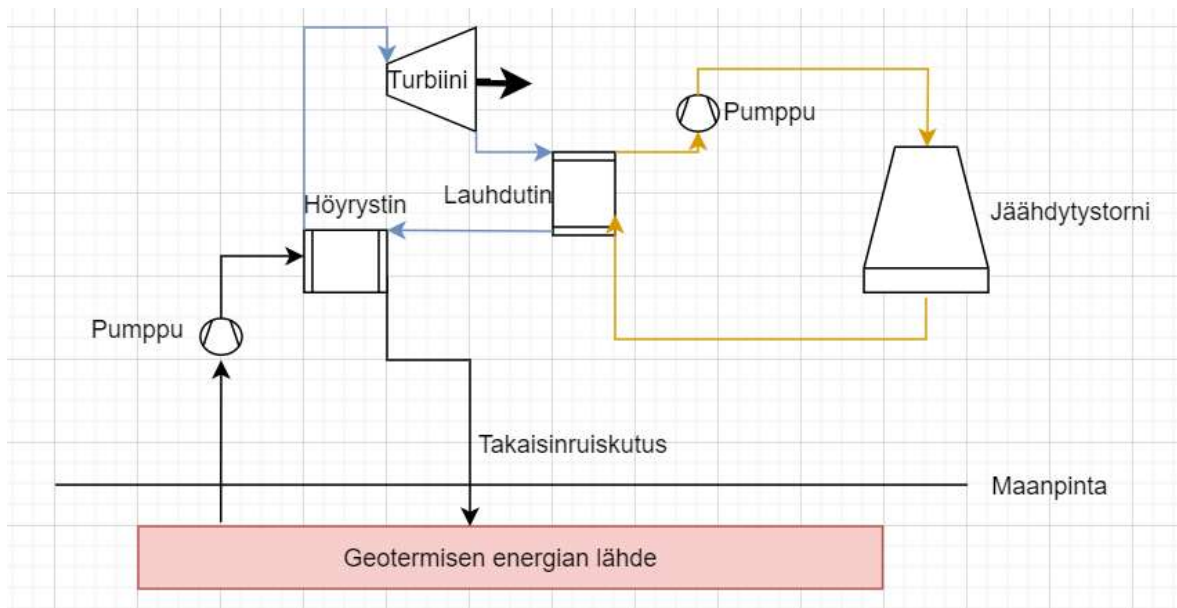 Turbiini
Pumppu
Lauhdutin
Höyrystin
Jäähdytystorni
Pumppu
Takaisinruiskutus
Maanpinta
Geotermisen energian lähde